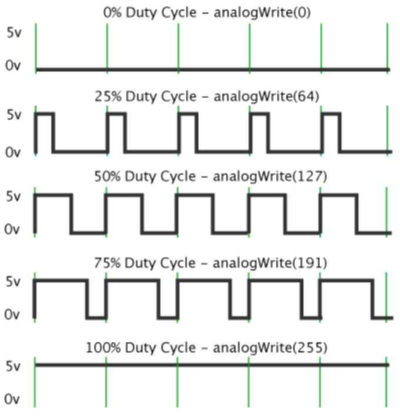 0% Duty Cycle – analogWrite(0)
5v
0v
25% Duty Cycle – analogWrite(64)
5v
0v
50% Duty Cycle – analogWrite(127)
5v
0v
75% Duty Cycle – analogWrite(191)
5v
0v
100% Duty Cycle – analogWrite(255)
5v
0v